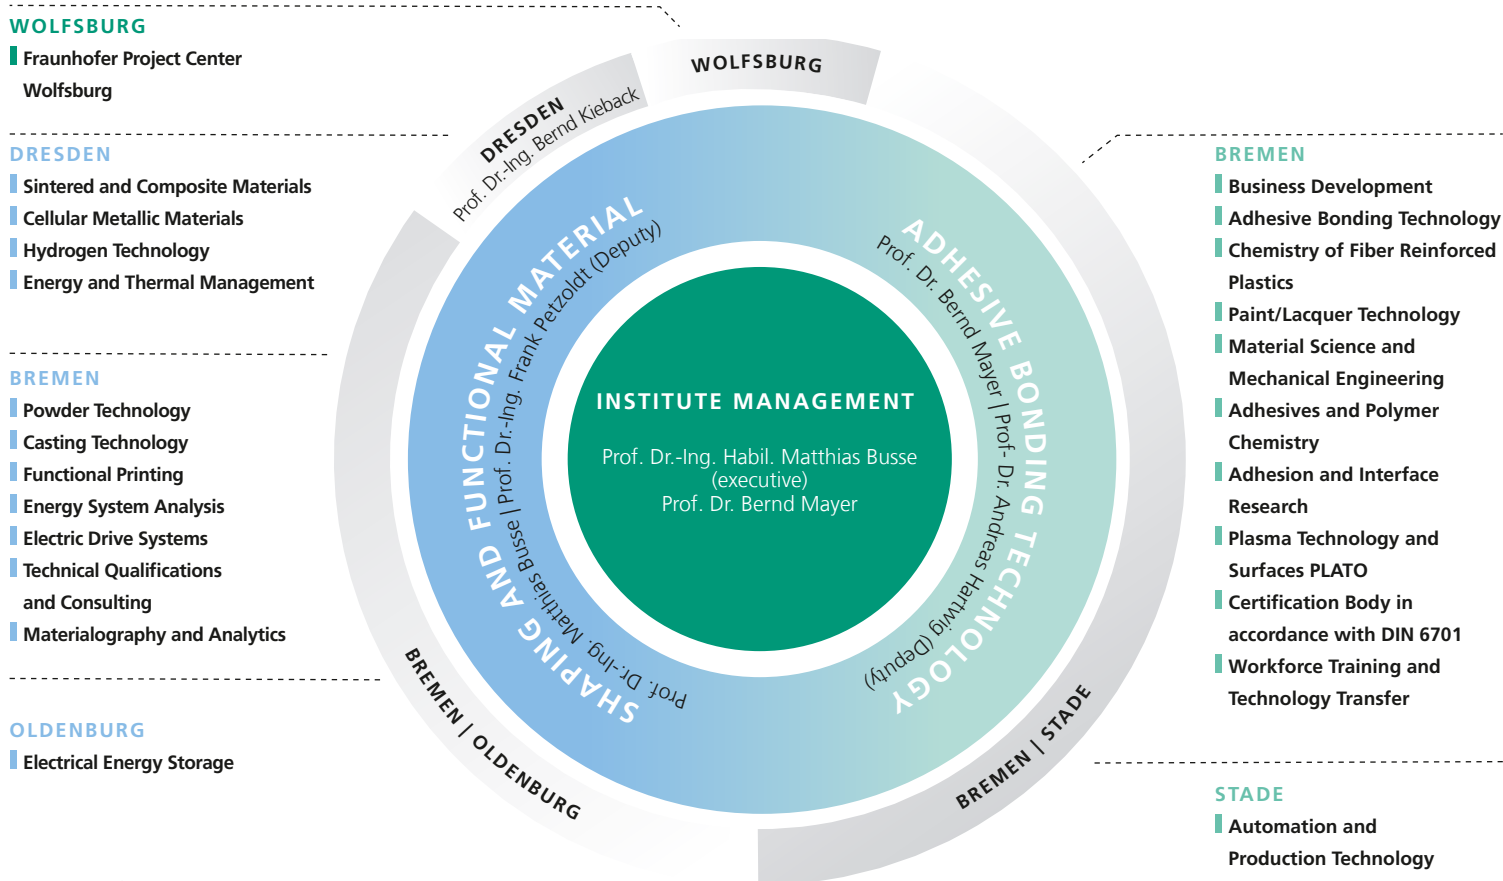 WOLFSBURG
Fraunhofer Project Center
Wolfsburg
DRESDEN
Sintered and Composite Materials
Cellular Metallic Materials
Hydrogen Technology
Energy and Thermal Management
BREMEN
Powder Technology
Casting Technology
Functional Printing
Energy System Analysis
Electric Drive Systems
Technical Qualifications
and Consulting
Materialography and Analytics
OLDENBURG
Electrical Energy Storage
WOLFSBURG
DRESDEN
Prof. Dr.-Ing. Bernd Kieback
SHAPING AND FUNCTIONAL MATERIAL
Prof. Dr.-Ing. Matthias Busse | Prof. Dr.-Ing. Frank Petzoldt (Deputy)
BREMEN | OLDENBURG
INSTITUTE MANAGEMENT
Prof. Dr.-Ing. Habil. Matthias Busse
(executive)
Prof. Dr. Bernd Mayer
ADHESIVE BONDING TECHNOLOGY
Prof. Dr. Bernd Mayer | Prof- Dr. Andreas Hartwig (Deputy)
BREMEN | STADE
BREMEN
Business Development
Adhesive Bonding Technology
Chemistry of Fiber Reinforced
Plastics
Paint/Lacquer Technology
Material Science and
Mechanical Engineering
Adhesives and Polymer
Chemistry
Adhesion and Interface
Research
Plasma Technology and
Surfaces PLATO
Certification Body in
accordance with DIN 6701
Workforce Training and
Technology Transfer
STADE
Automation and
Production Technology